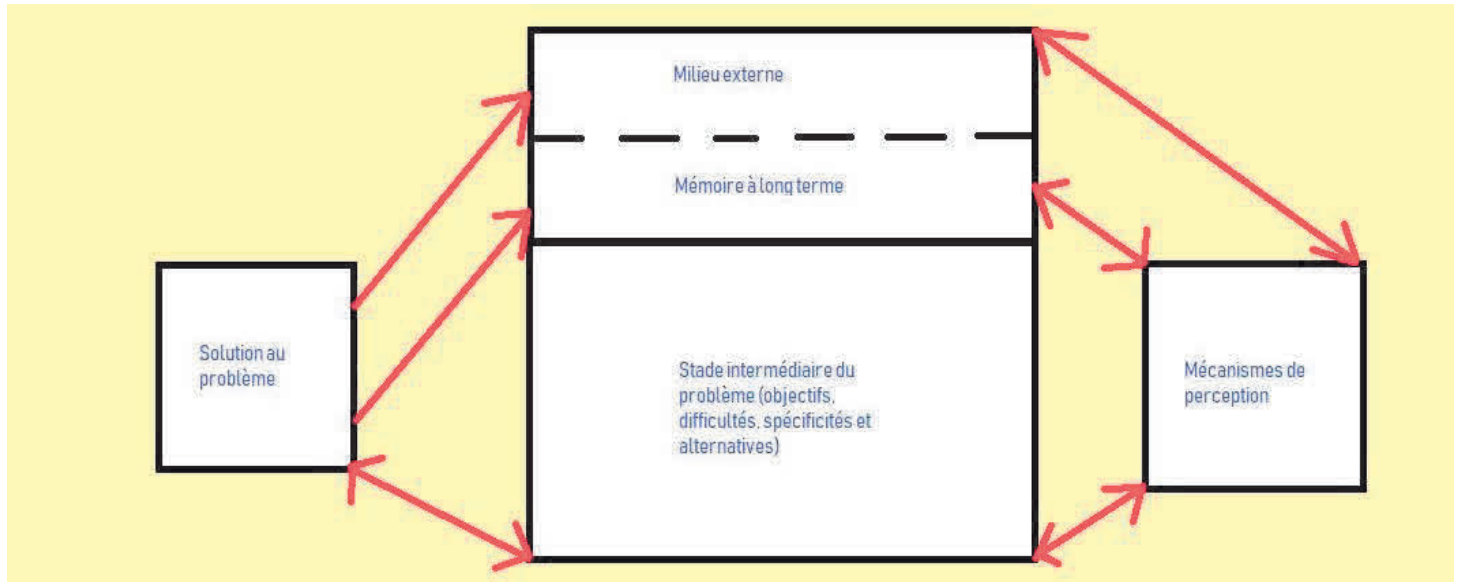 Milieu externe
Mémoire à long terme
Solution au
problème
Stade intermédiaire du
problème (objectifs,
difficultés, spécificités et
alternatives)
Mécanismes de
perception